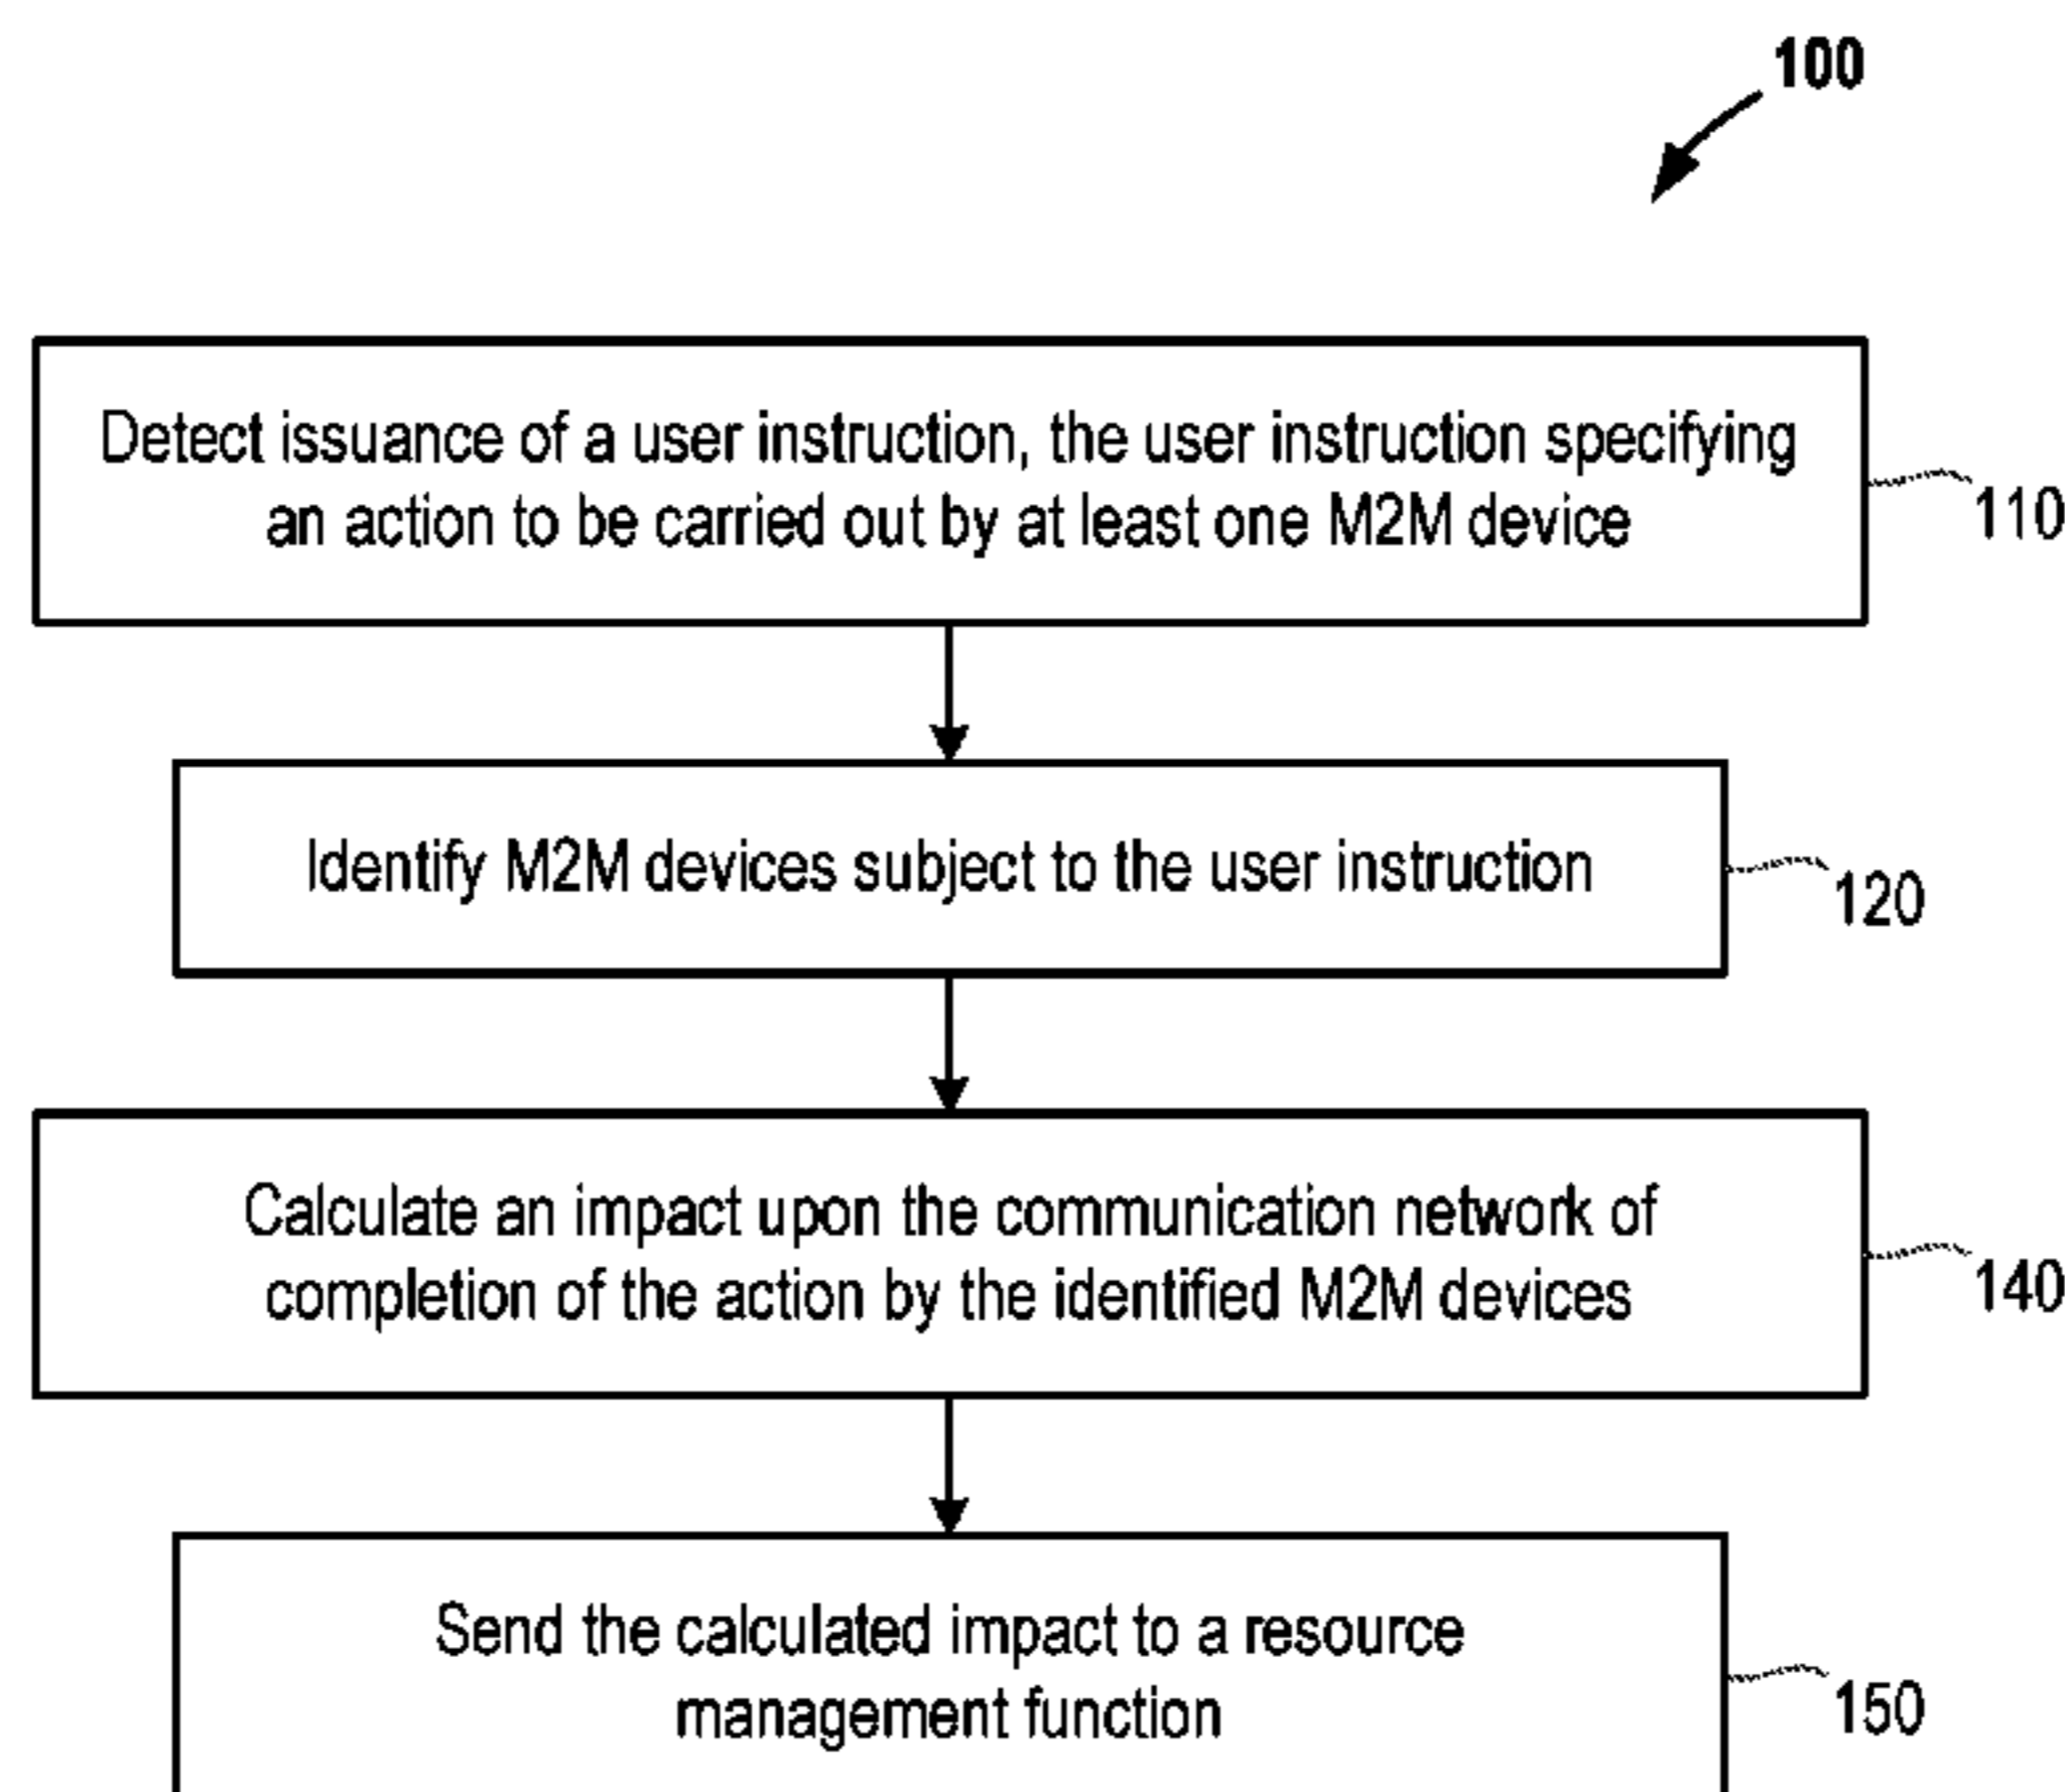 100
Detect issuance of a user instruction, the user instruction specifying
an action to be carried out by at least one M2M device
110
Identify M2M devices subject to the user instruction
120
Calculate an impact upon the communication network of
completion of the action by the identified M2M devices
140
Send the calculated impact to a resource
management function
150